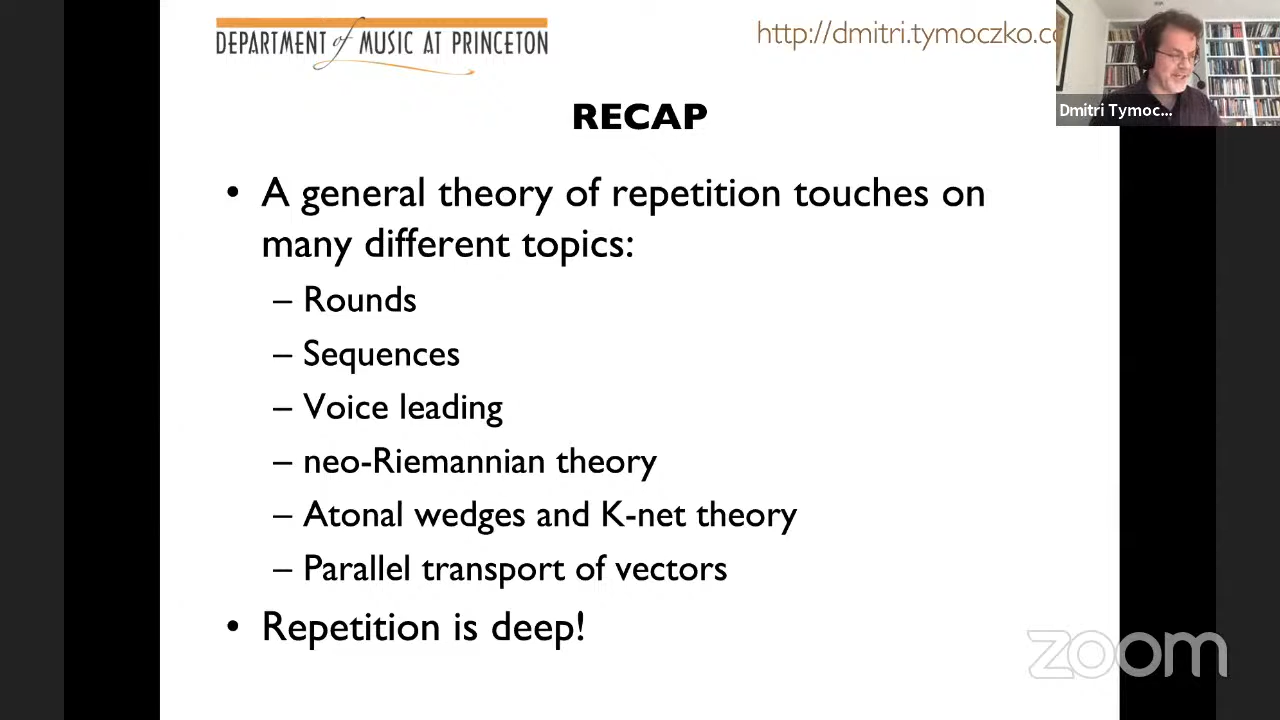 DEPARTMENT of MUSIC AT PRINCETON
http://dmitri.tymoczko.co
Dmitri Tymoc...
RECAP
• A general theory of repetition touches on
many different topics:
– Rounds
– Sequences
– Voice leading
– neo-Riemannian theory
– Atonal wedges and K-net theory
– Parallel transport of vectors
• Repetition is deep!
zoom